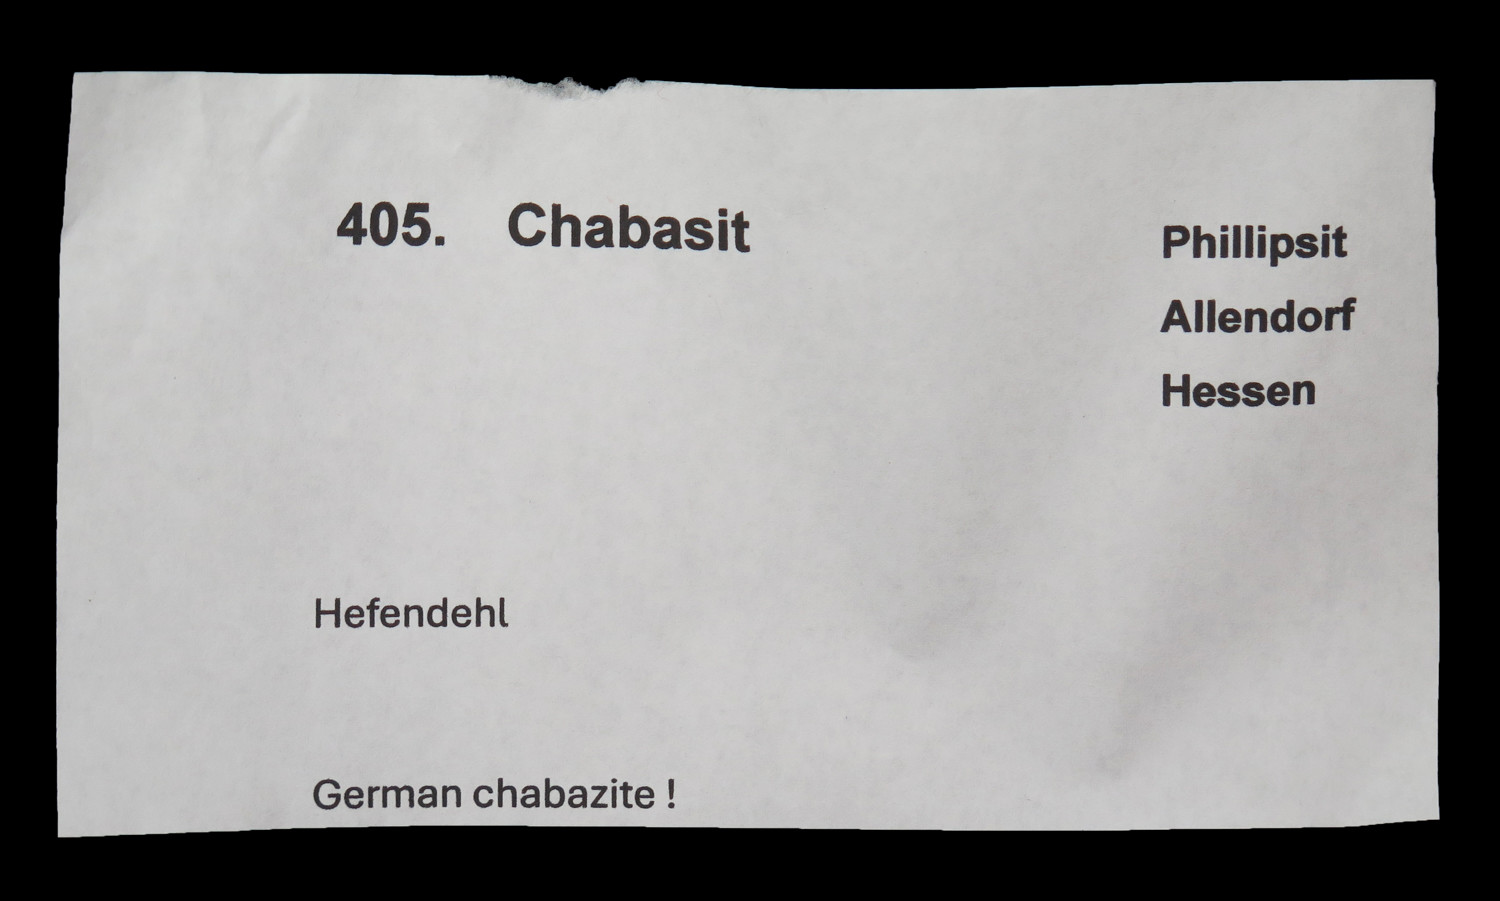 405. Chabasit
Phillipsit
Allendorf
Hessen
Hefendehl
German chabazite !